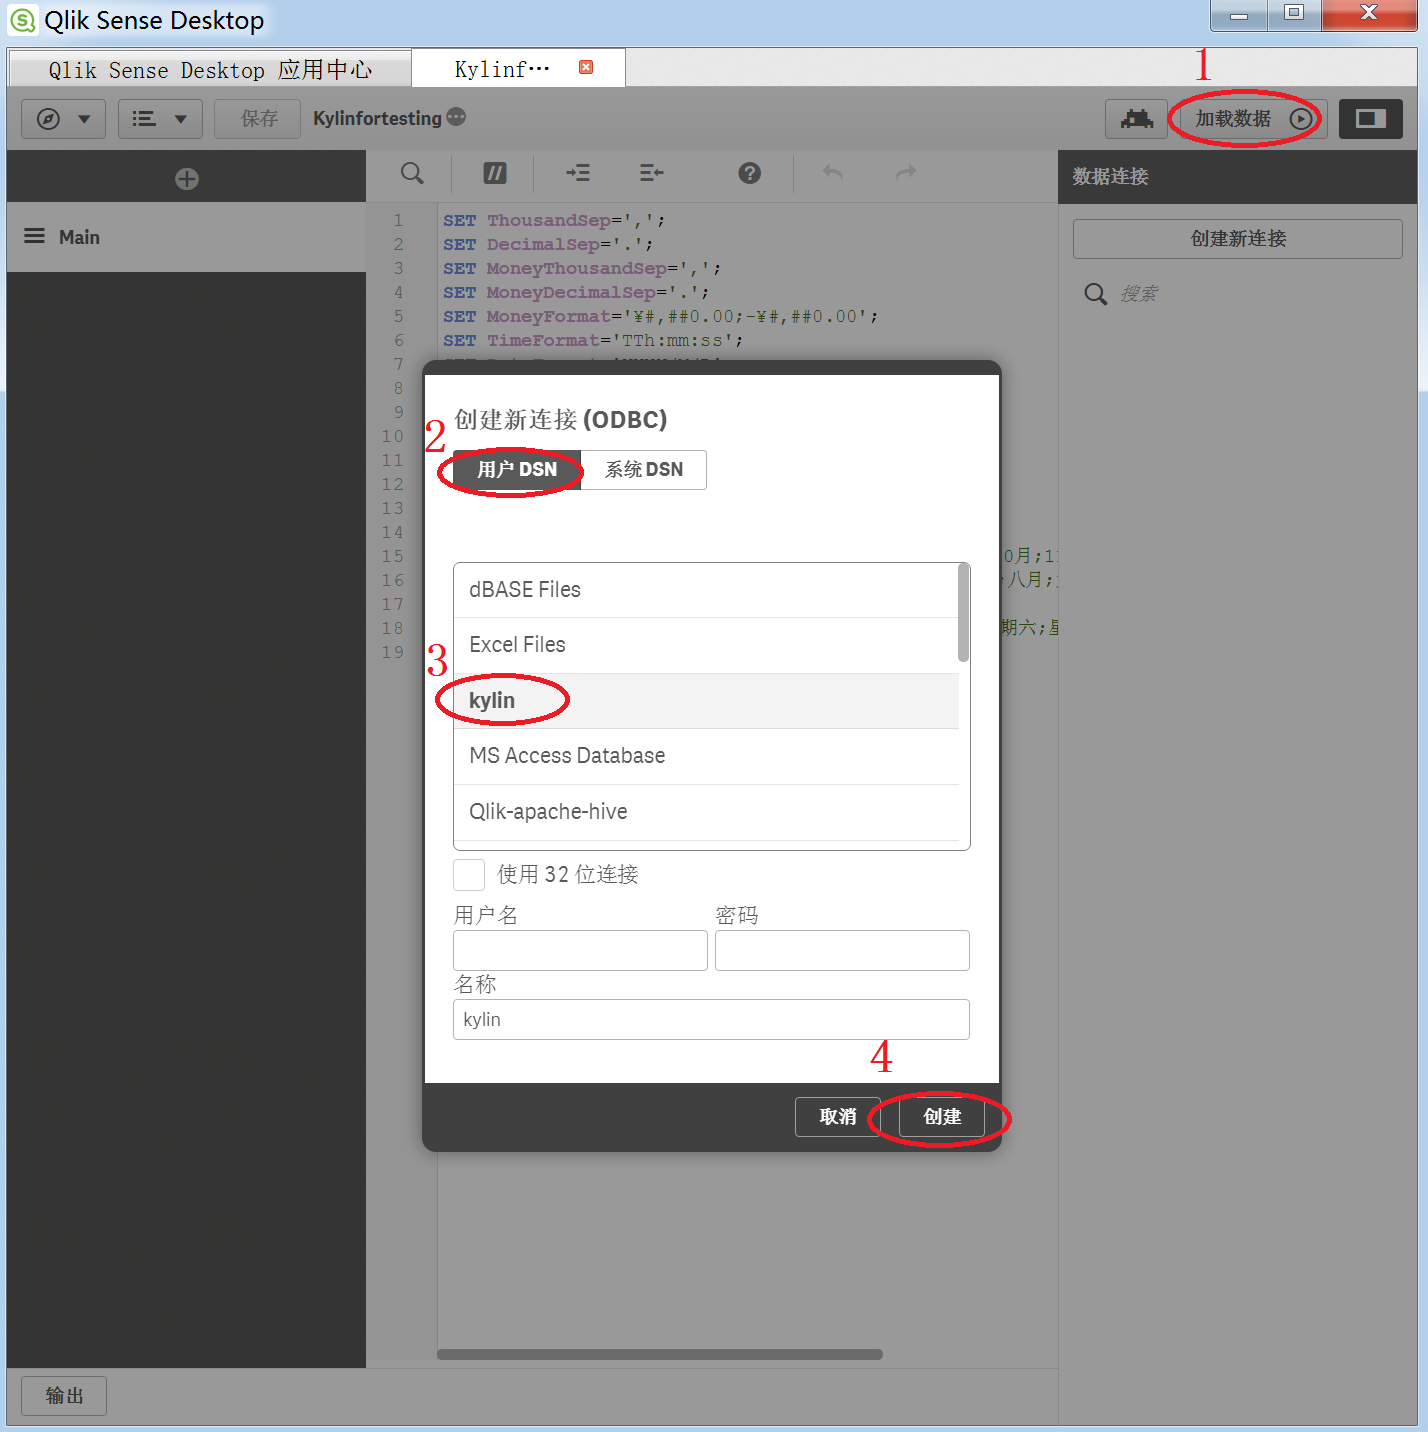 Qlik Sense Desktop
Qlik Sense Desktop 应用中心
Kylinf…
1
保存
Kylinfortesting
加载数据
Main
数据连接
创建新连接
搜索
1 SET ThousandSep=',';
2 SET DecimalSep='.';
3 SET MoneyThousandSep=',';
4 SET MoneyDecimalSep='.';
5 SET MoneyFormat='¥#,##0.00;-¥#,##0.00';
6 SET TimeFormat='TTh:mm:ss';
7
8
9
10
11
12
13
14
15 0月;1
16 八月;
17
18 期六;星
19
2
创建新连接 (ODBC)
用户 DSN
系统 DSN
dBASE Files
Excel Files
3
kylin
MS Access Database
Qlik-apache-hive
使用 32 位连接
用户名
密码
名称
kylin
4
取消
创建
输出